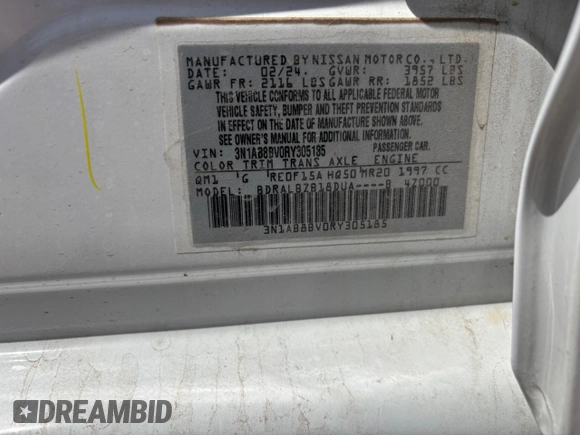 MANUFACTURED BY NISSAN MOTOR CO., LTD.
DATE: 02/24. GVWR: 3957 LBS
GAWR FR: 2116 LBS GAWR RR: 1852 LBS
THIS VEHICLE CONFORMS TO ALL APPLICABLE FEDERAL MOTOR
VEHICLE SAFETY, BUMPER AND THEFT PREVENTION STANDARDS
IN EFFECT ON THE DATE OF MANUFACTURE SHOWN ABOVE.
SEE OWNER'S MANUAL FOR ADDITIONAL INFORMATION.
VIN: 3N1AB8BV0RY305185 PASSENGER CAR.
COLOR TRIM TRANS AXLE ENGINE
QM1 'G 'RE0F15A HQ50'MR20 1997 CC
MODEL: BDRALBZB18DUA----B 4Z000
3N1AB8BV0RY305185
DREAMBID